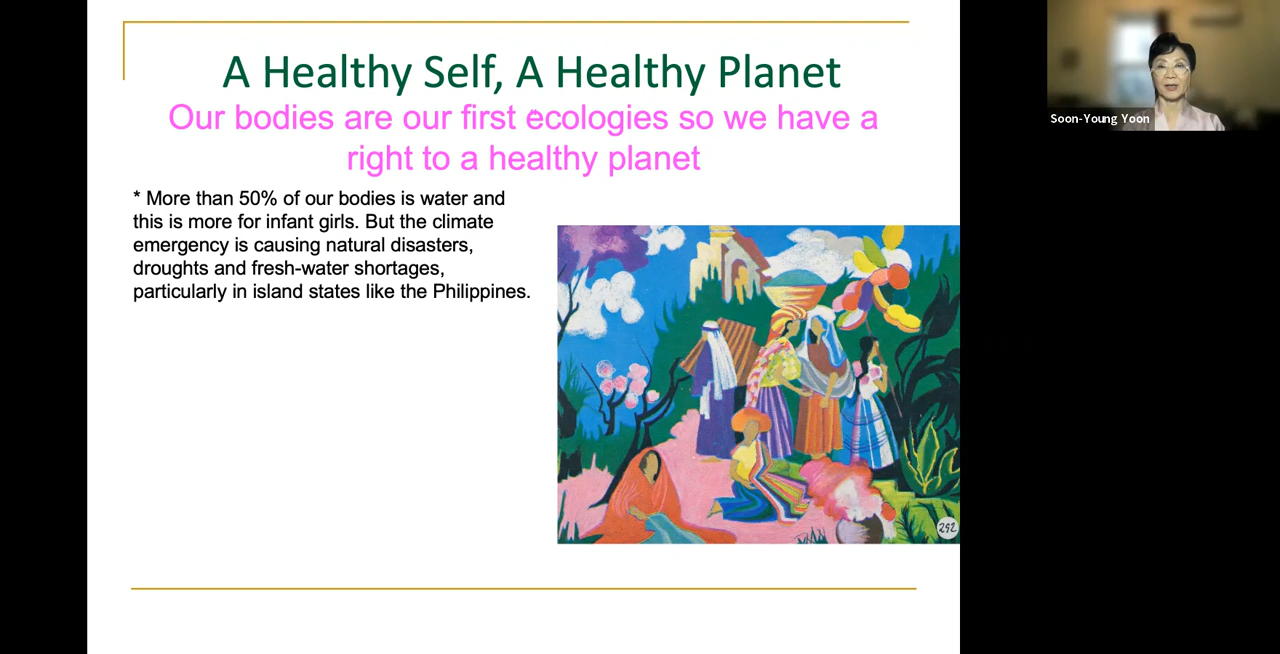 A Healthy Self, A Healthy Planet
Our bodies are our first ecologies so we have a
right to a healthy planet
* More than 50% of our bodies is water and
this is more for infant girls. But the climate
emergency is causing natural disasters,
droughts and fresh-water shortages,
particularly in island states like the Philippines.
292
Soon-Young Yoon